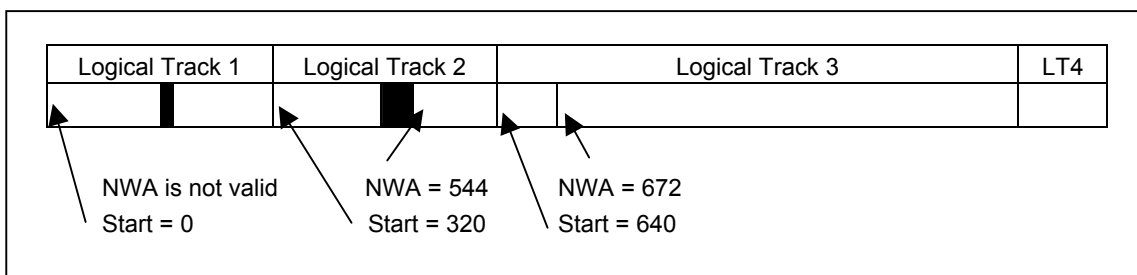 Logical Track 1 Logical Track 2 Logical Track 3 LT4
NWA is not valid NWA = 544 NWA = 672
Start = 0 Start = 320 Start = 640